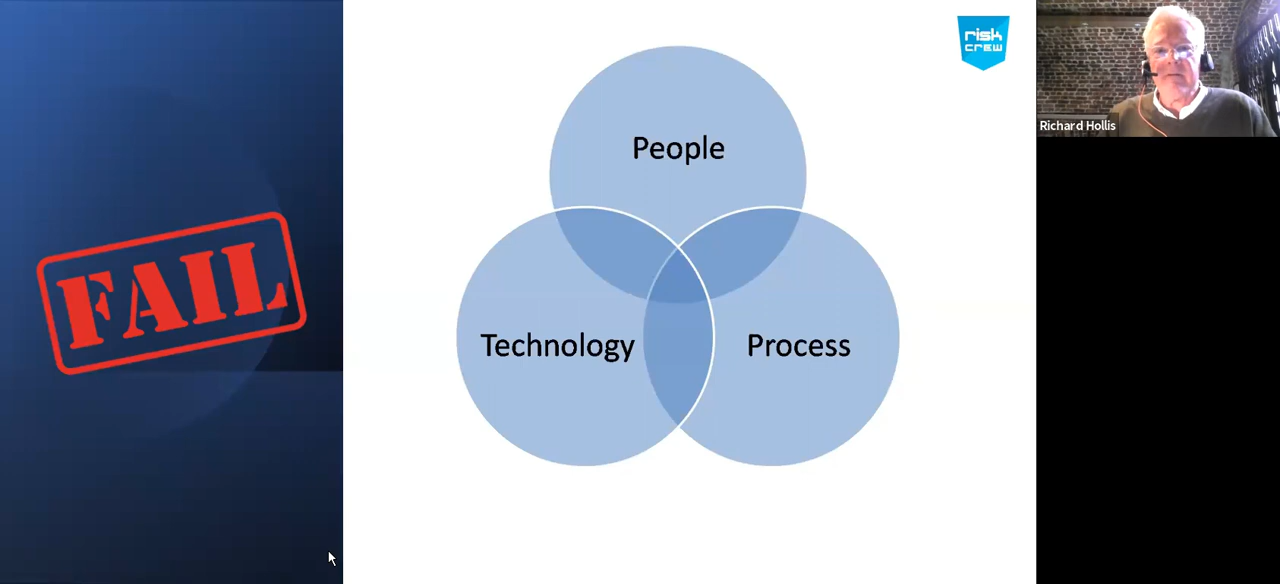 FAIL
People
Technology
Process
risk
crew
Richard Hollis